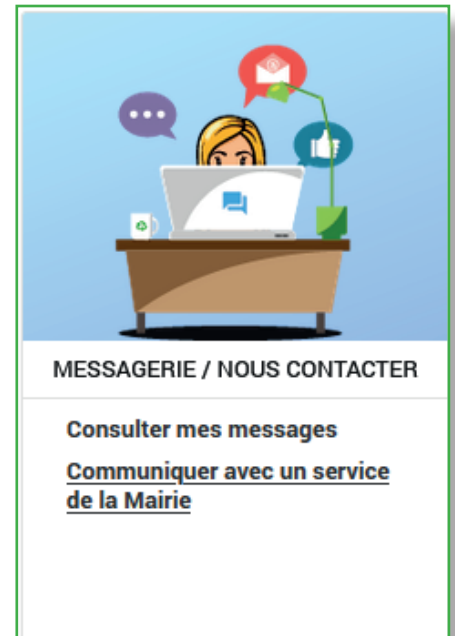 MESSAGERIE / NOUS CONTACTER
Consulter mes messages
Communiquer avec un service
de la Mairie